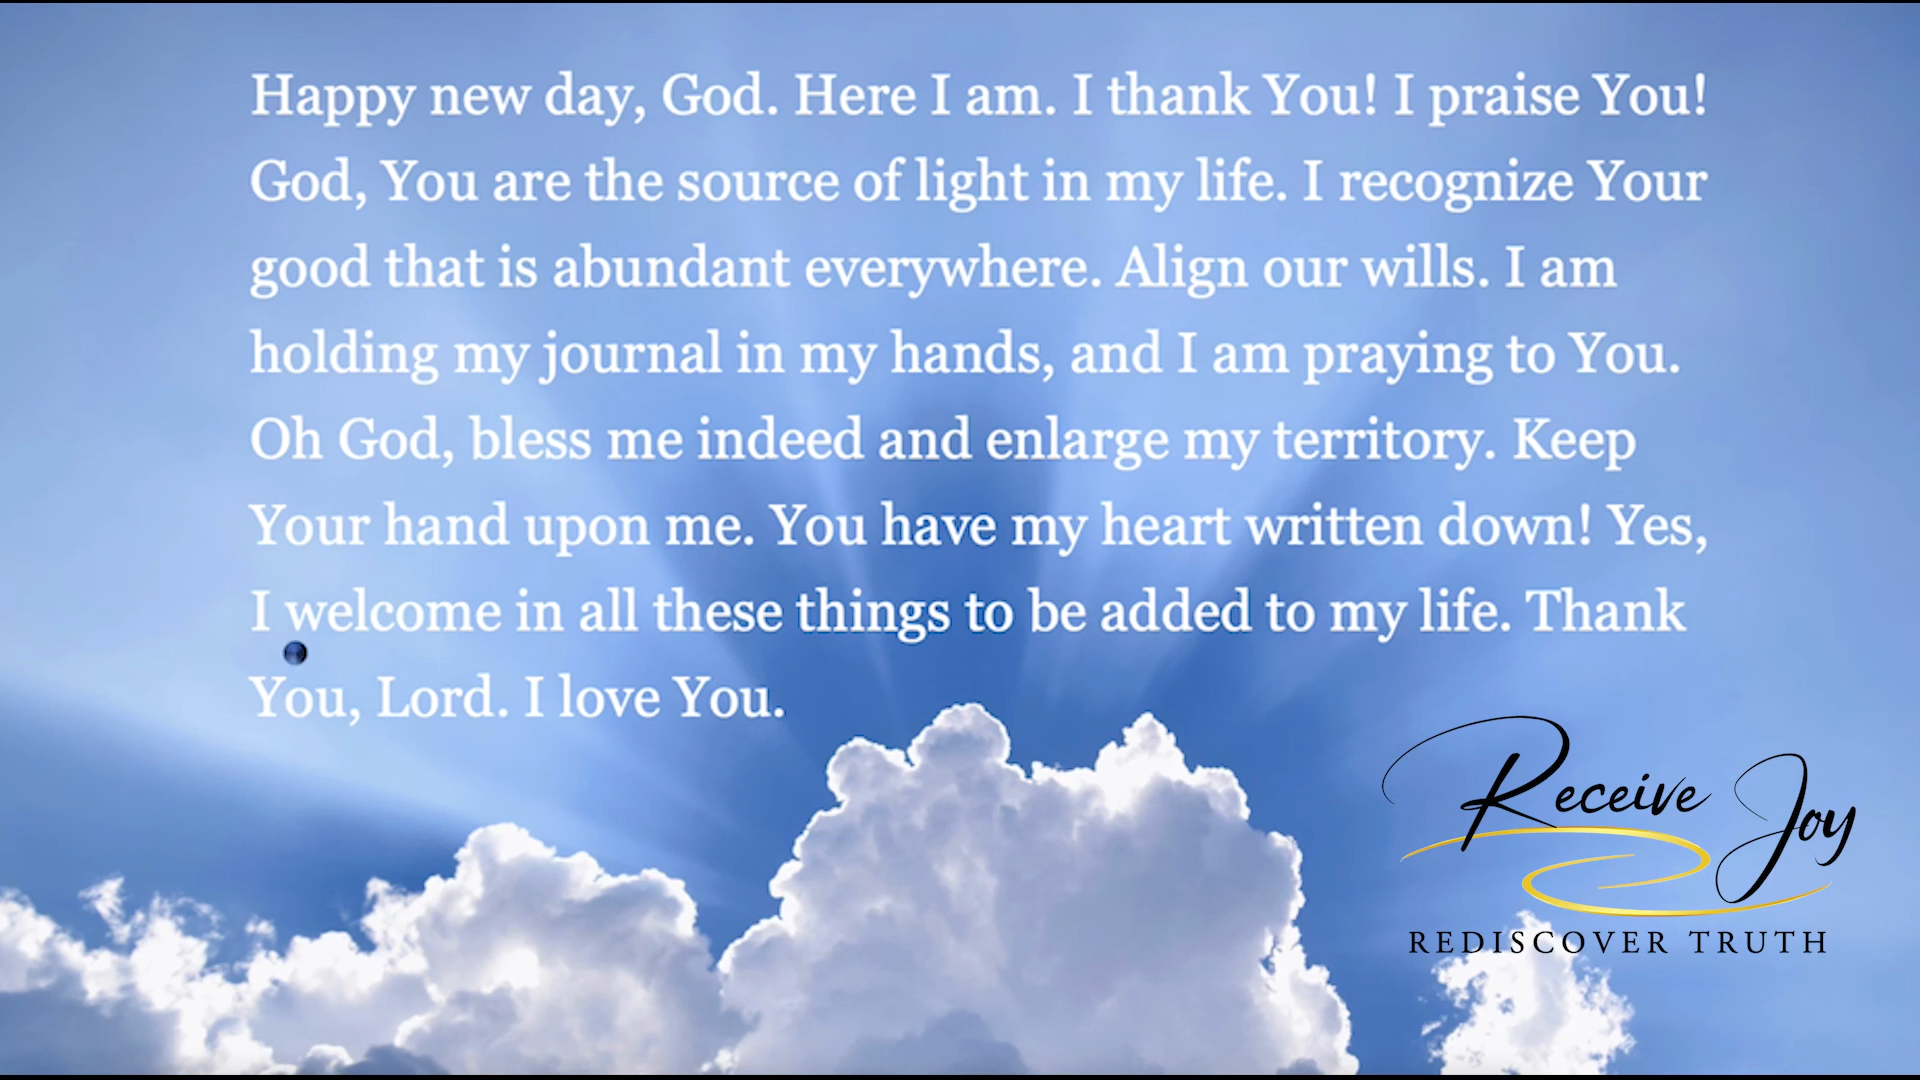 Happy new day, God. Here I am. I thank You! I praise You!
God, You are the source of light in my life. I recognize Your
good that is abundant everywhere. Align our wills. I am
holding my journal in my hands, and I am praying to You.
Oh God, bless me indeed and enlarge my territory. Keep
Your hand upon me. You have my heart written down! Yes,
I welcome in all these things to be added to my life. Thank
You, Lord. I love You.
Receive Joy
REDISCOVER TRUTH